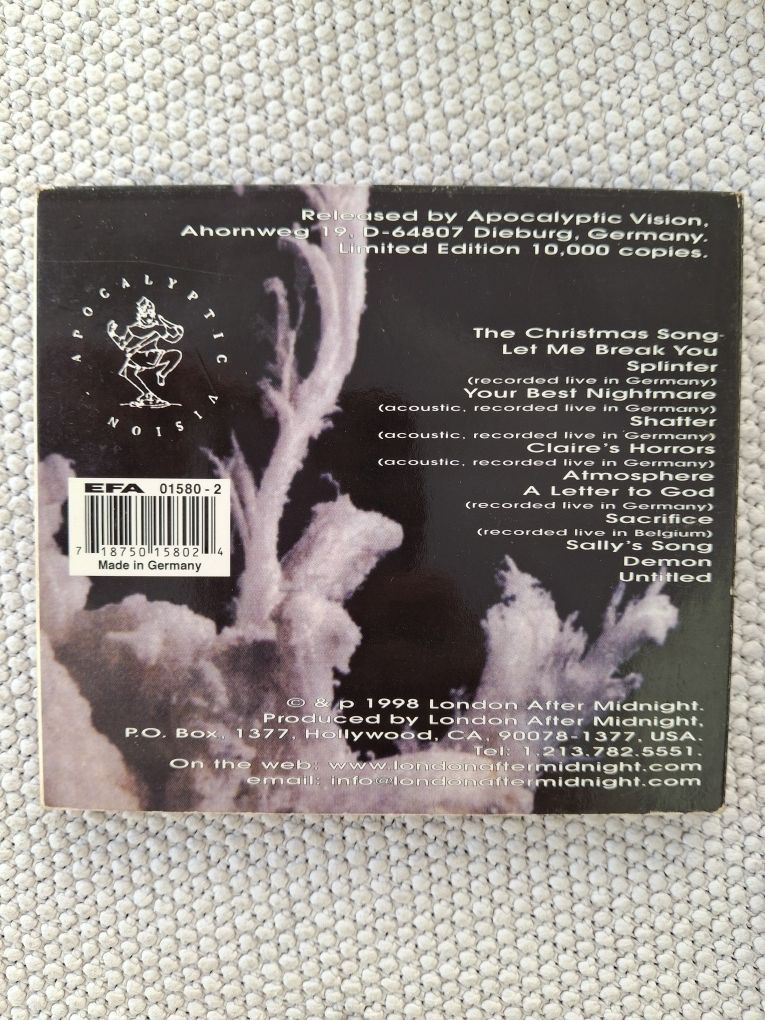 Released by Apocalyptic Vision,
Ahornweg 19, D-64807 Dieburg, Germany.
Limited Edition 10,000 copies.
APOCALYPTIC VISION
The Christmas Song
Let Me Break You
Splinter
(recorded live in Germany)
Your Best Nightmare
(acoustic, recorded live in Germany)
Shatter
(acoustic, recorded live in Germany)
Claire's Horrors
(acoustic, recorded live in Germany)
Atmosphere
A Letter to God
(recorded live in Germany)
Sacrifice
(recorded live in Belgium)
Sally's Song
Demon
Untitled
EFA 01580-2
7 18750 15802 4
Made in Germany
© & p 1998 London After Midnight.
Produced by London After Midnight,
P.O. Box, 1377, Hollywood, CA, 90078-1377, USA.
Tel: 1.213.782.5551.
On the web: www.londonaftermidnight.com
email: info@londonaftermidnight.com